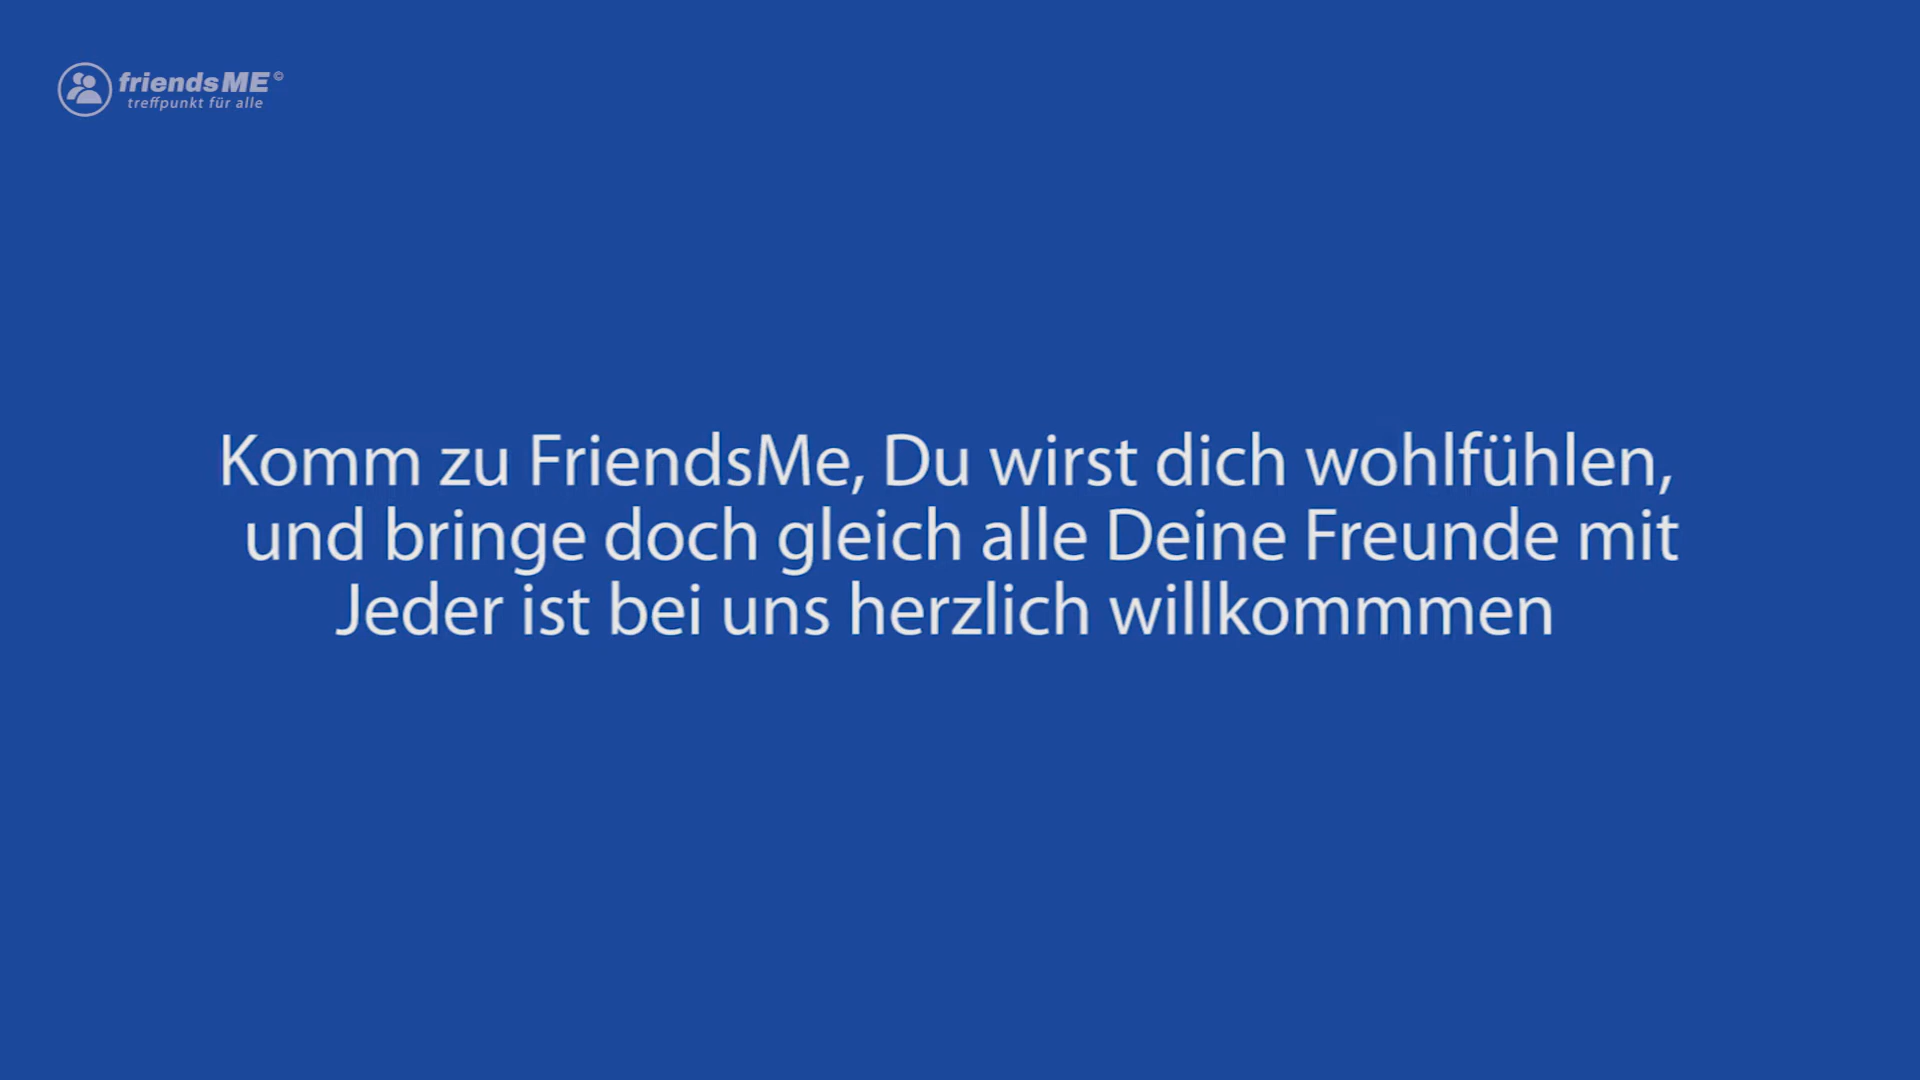 friendsME©
treffpunkt für alle
Komm zu FriendsMe, Du wirst dich wohlfühlen,
und bringe doch gleich alle Deine Freunde mit
Jeder ist bei uns herzlich willkommmen